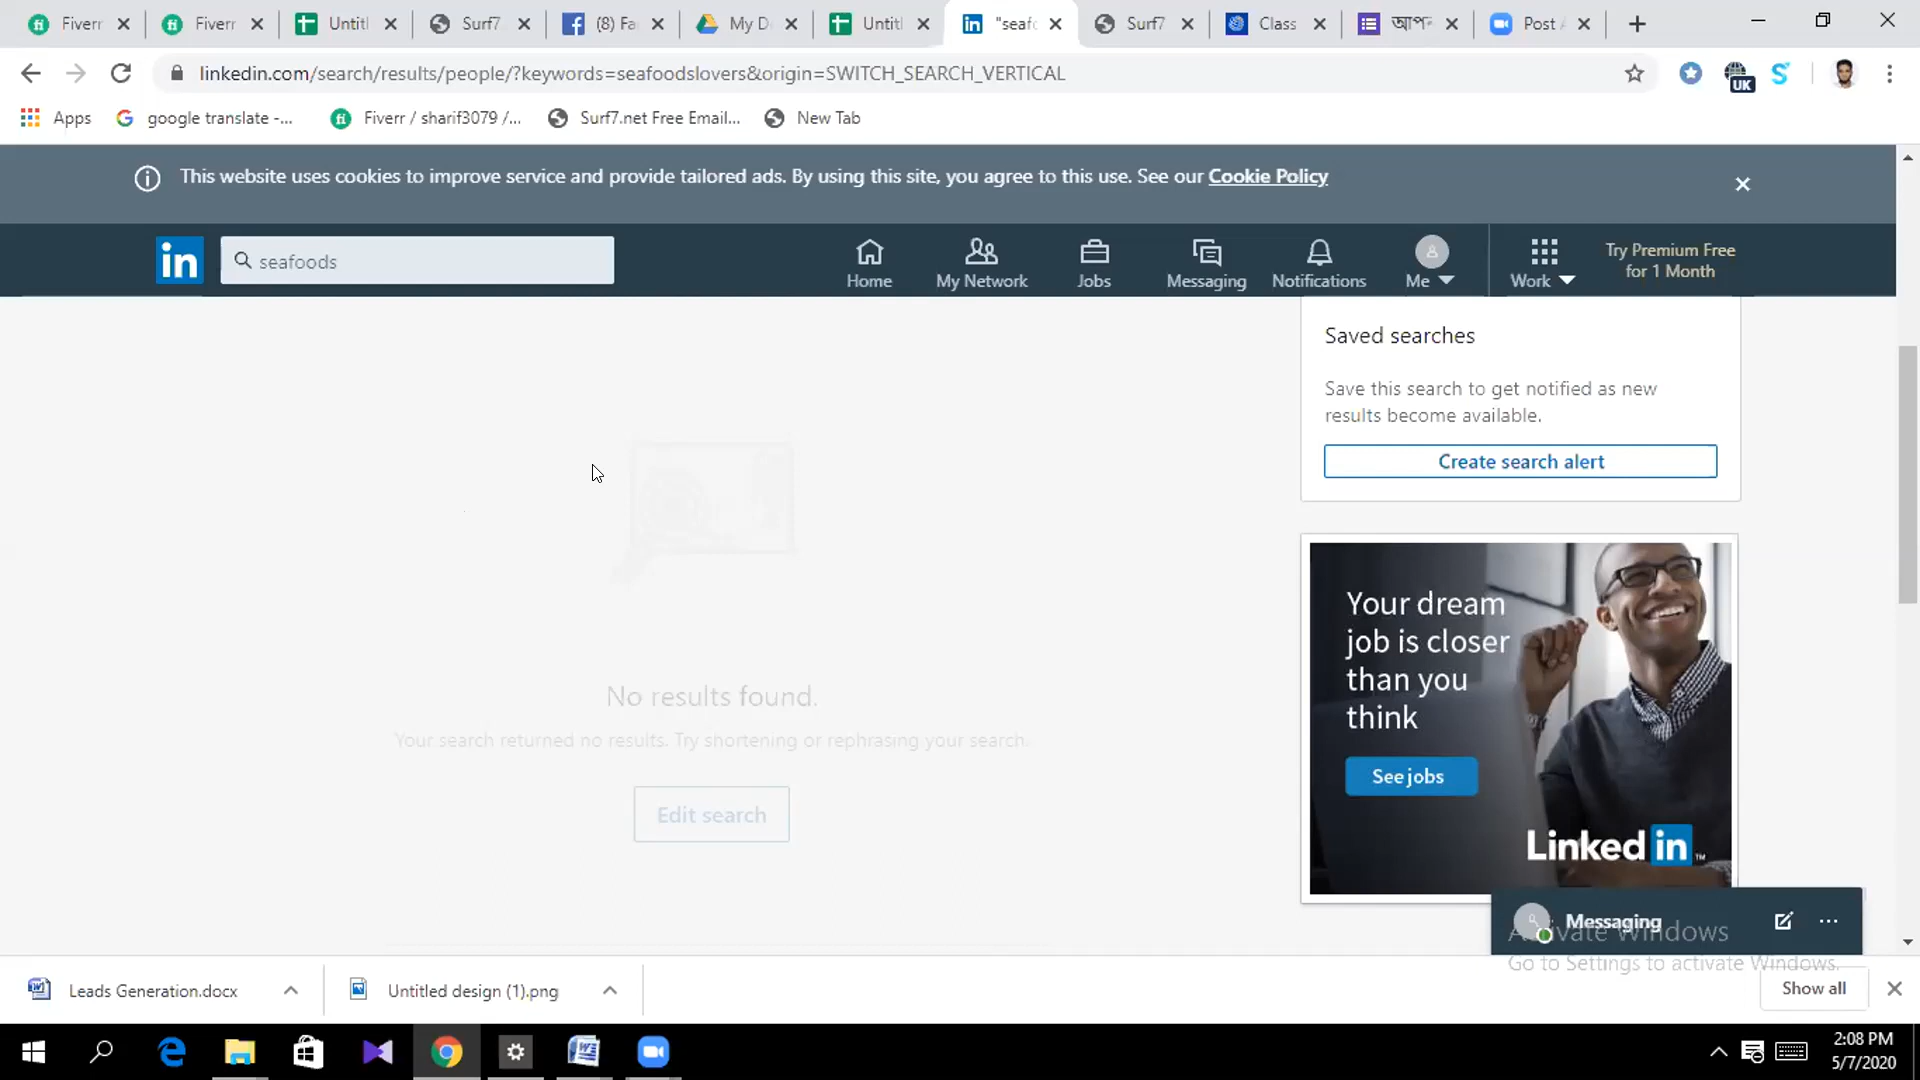 Fiverr
Fiverr
Untitl
Surf7
(8) Fa
My D
Untitl
"seafo
Surf7
Class
আপ
Post A
linkedin.com/search/results/people/?keywords=seafoodslovers&origin=SWITCH_SEARCH_VERTICAL
UK
Apps
google translate -...
Fiverr / sharif3079 /...
Surf7.net Free Email...
New Tab
This website uses cookies to improve service and provide tailored ads. By using this site, you agree to this use. See our Cookie Policy
in
seafoods
Home
My Network
Jobs
Messaging
Notifications
Me
Work
Try Premium Free
for 1 Month
Saved searches
Save this search to get notified as new
results become available.
Create search alert
Your dream
job is closer
than you
think
See jobs
Linked in
No results found.
Your search returned no results. Try shortening or rephrasing your search.
Edit search
Messaging
Activate Windows
Go to Settings to activate Windows.
Leads Generation.docx
Untitled design (1).png
Show all
2:08 PM
5/7/2020